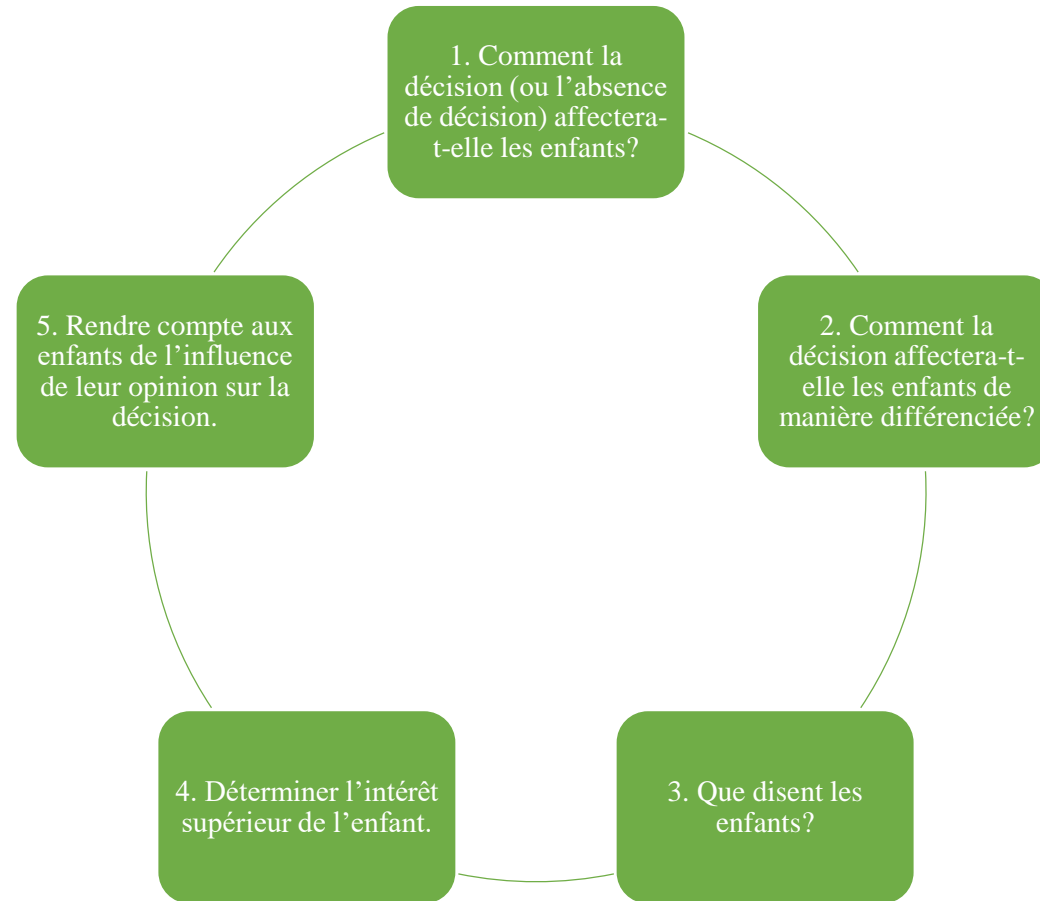 1. Comment la
décision (ou l’absence
de décision) affectera-
t-elle les enfants?
2. Comment la
décision affectera-t-
elle les enfants de
manière différenciée?
3. Que disent les
enfants?
4. Déterminer l’intérêt
supérieur de l’enfant.
5. Rendre compte aux
enfants de l’influence
de leur opinion sur la
décision.